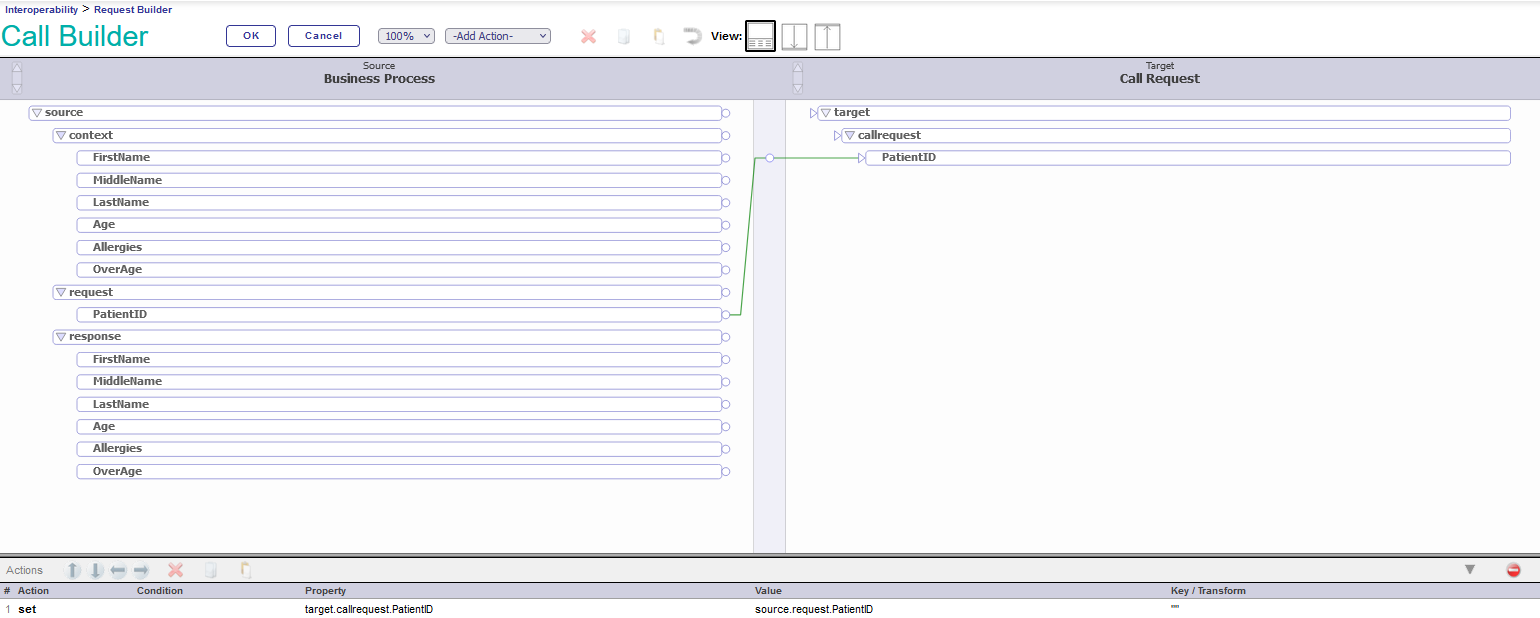 Interoperability > Request Builder
Call Builder
OK Cancel 100% -Add Action- View:
Source
Business Process
Target
Call Request
source
context
FirstName
MiddleName
LastName
Age
Allergies
OverAge
request
PatientID
response
FirstName
MiddleName
LastName
Age
Allergies
OverAge
target
callrequest
PatientID
Actions
# Action Condition Property Value Key / Transform
1 set target.callrequest.PatientID source.request.PatientID ""